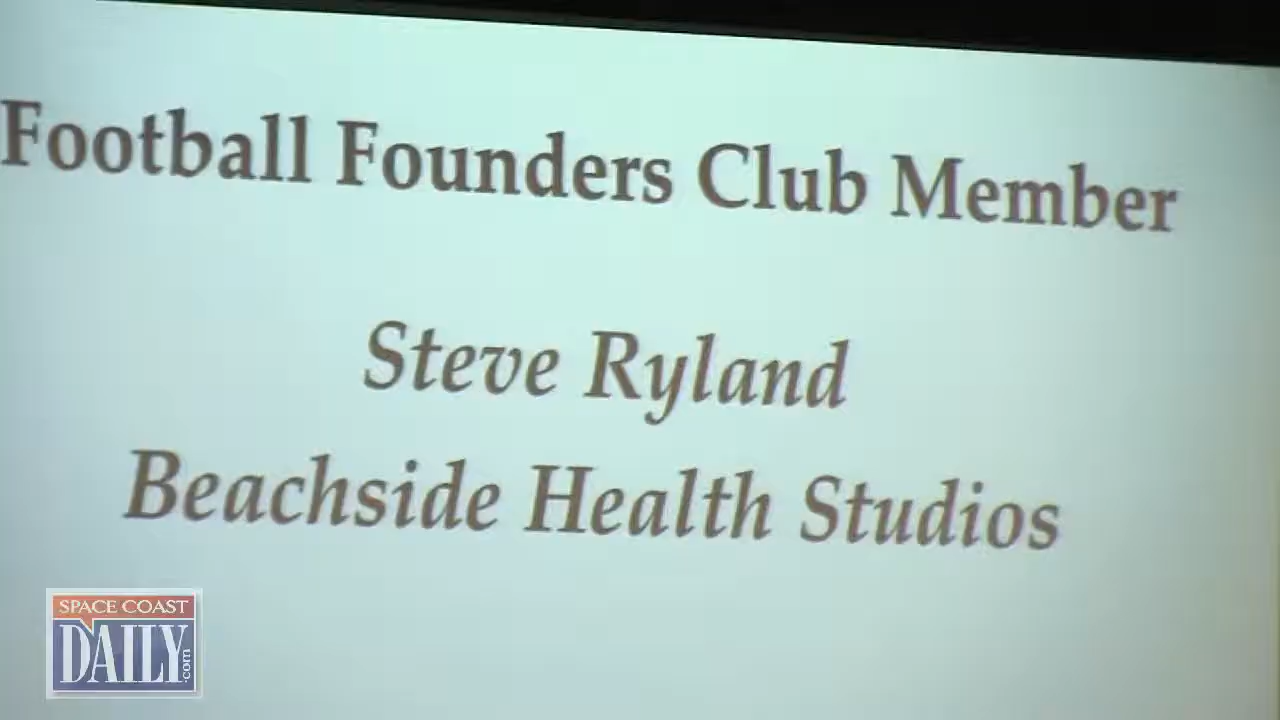 Football Founders Club Member
Steve Ryland
Beachside Health Studios
SPACE COAST
DAILY.com